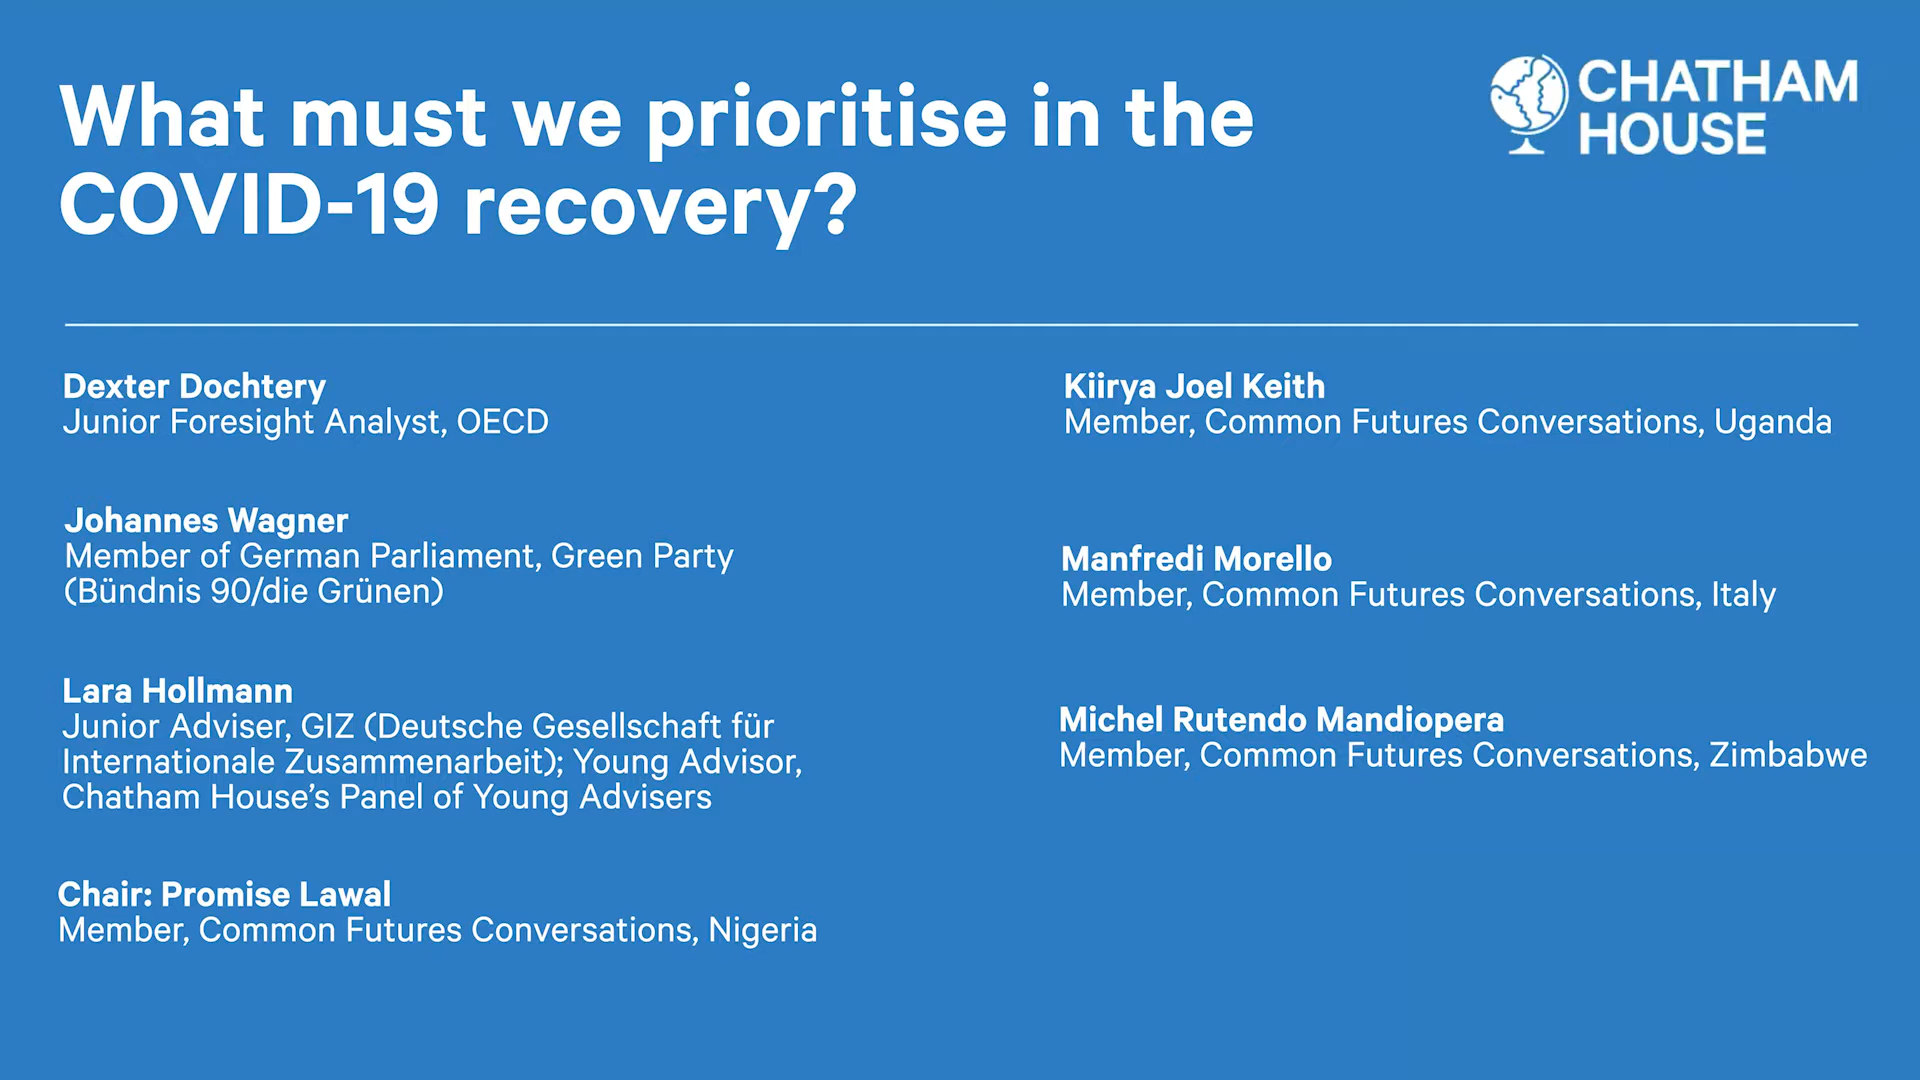 What must we prioritise in the
COVID-19 recovery?
CHATHAM
HOUSE
Dexter Dochtery
Junior Foresight Analyst, OECD
Johannes Wagner
Member of German Parliament, Green Party
(Bündnis 90/die Grünen)
Lara Hollmann
Junior Adviser, GIZ (Deutsche Gesellschaft für
Internationale Zusammenarbeit); Young Advisor,
Chatham House’s Panel of Young Advisers
Chair: Promise Lawal
Member, Common Futures Conversations, Nigeria
Kiirya Joel Keith
Member, Common Futures Conversations, Uganda
Manfredi Morello
Member, Common Futures Conversations, Italy
Michel Rutendo Mandiopera
Member, Common Futures Conversations, Zimbabwe